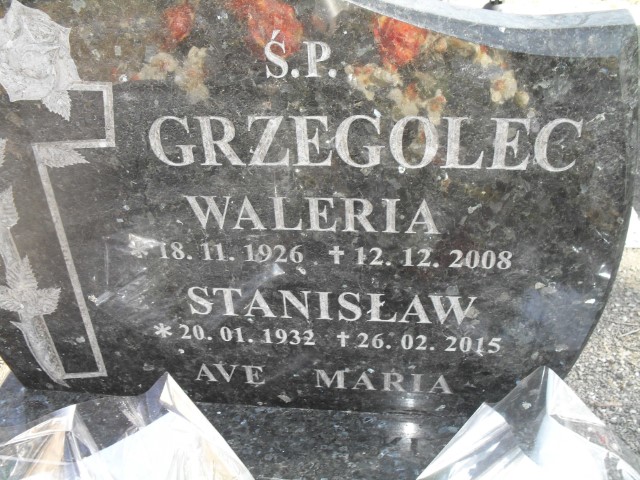 Ś.P.
GRZEGOLEC
WALERIA
* 18. 11. 1926 ✝ 12. 12. 2008
STANISŁAW
* 20. 01. 1932 ✝ 26. 02. 2015
AVE MARIA